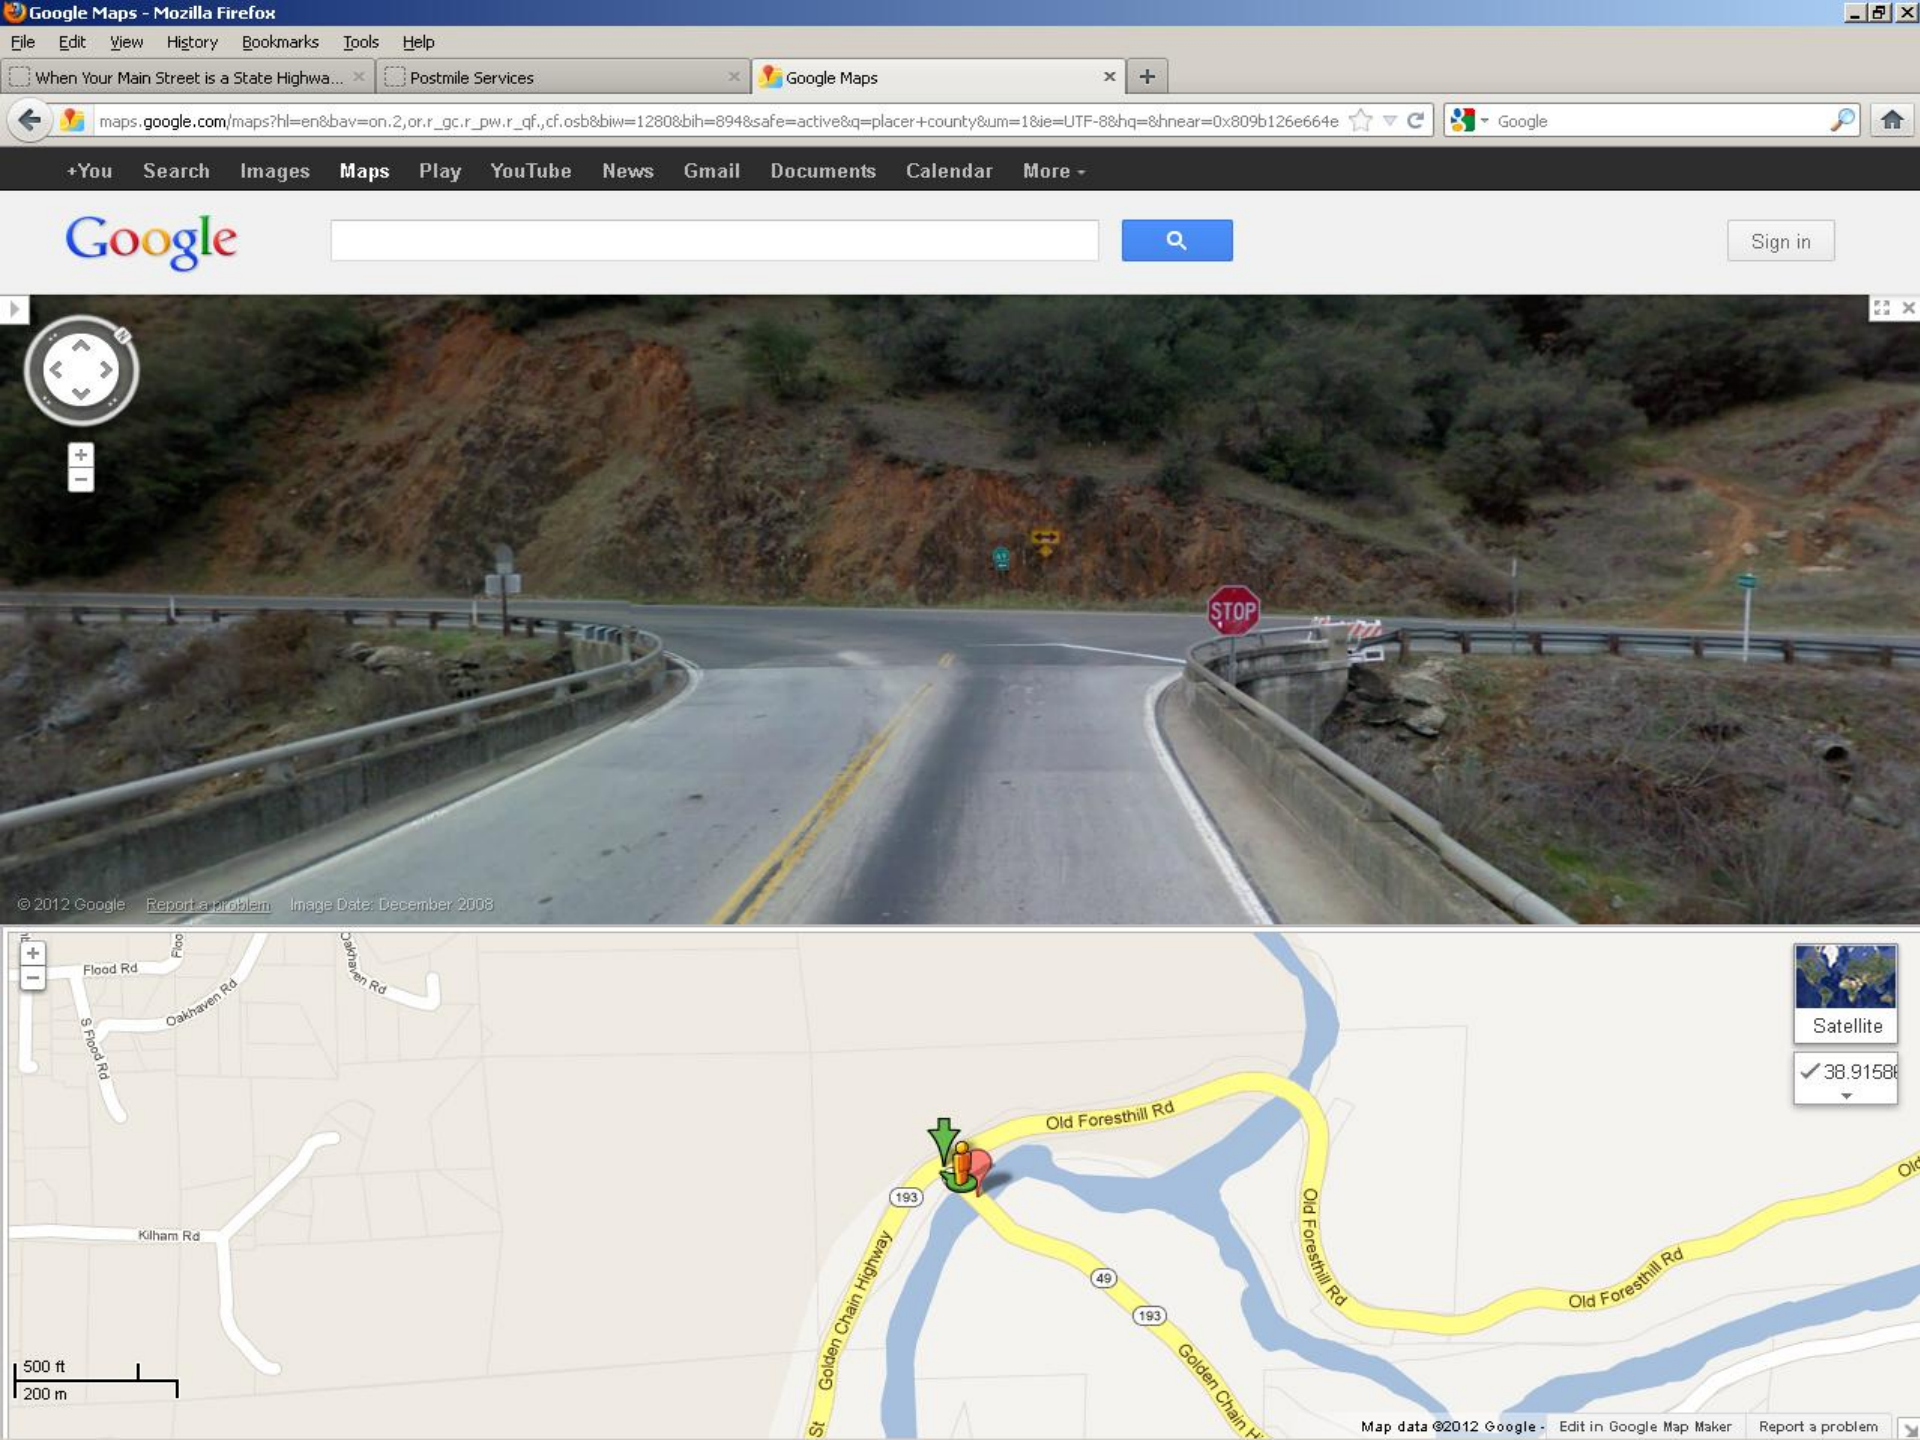 Google Maps - Mozilla Firefox
File Edit View History Bookmarks Tools Help
When Your Main Street is a State Highwa... Postmile Services Google Maps
maps.google.com/maps?hl=en&bav=on.2,or.r_gc.r_pw.r_qf.,cf.osb&biw=1280&bih=894&safe=active&q=placer+county&um=1&ie=UTF-8&hq=&hnear=0x809b126e664e Google
+You Search Images Maps Play YouTube News Gmail Documents Calendar More
Google Sign in
N
STOP
© 2012 Google Report a problem Image Date: December 2008
Flood Rd
Oakhaven Rd
Oakhaven Rd
S Flood Rd
Satellite
38.9158
Old Foresthill Rd
193
Old Foresthill Rd
Kilham Rd
Golden Chain Highway
49
193
Old Foresthill Rd
Golden Chain H
St
500 ft
200 m
Map data ©2012 Google - Edit in Google Map Maker Report a problem